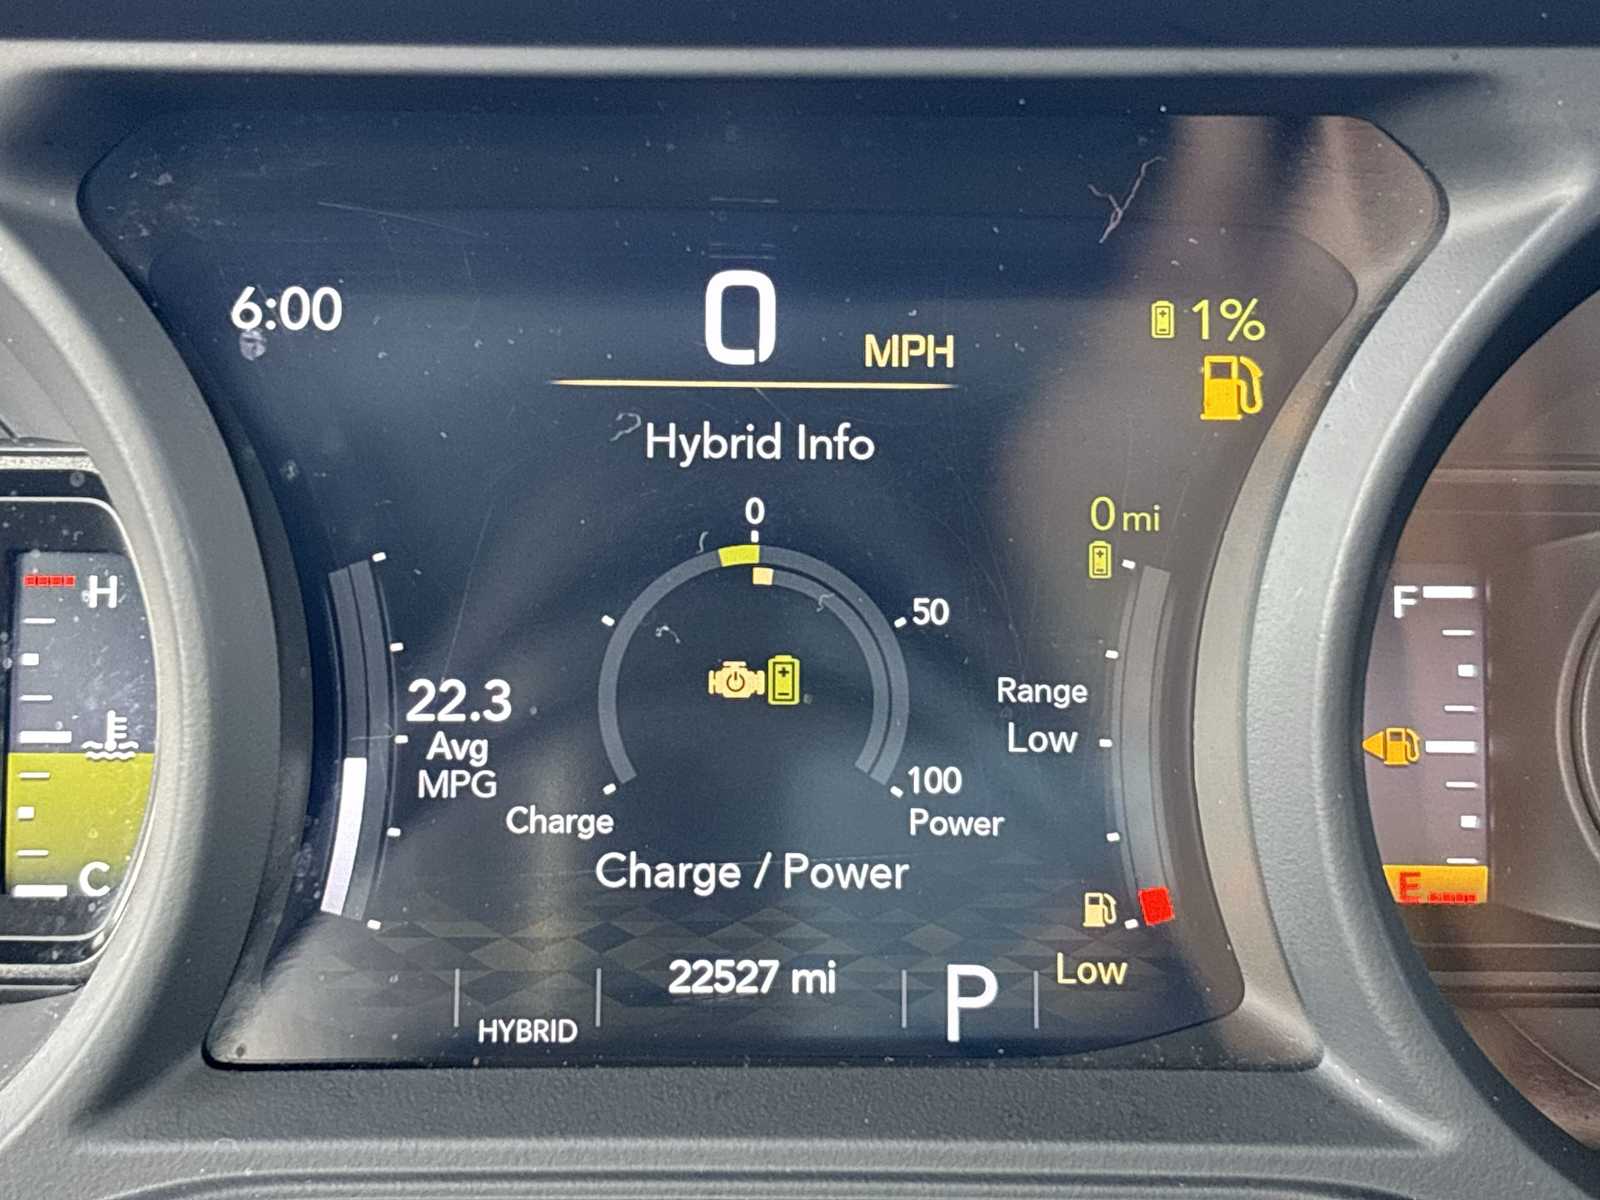 6:00
0 MPH
1%
Hybrid Info
0
0 mi
H
F
50
22.3
Avg
MPG
Range
Low
100
Charge
Power
Charge / Power
C
E
Low
22527 mi
P
HYBRID